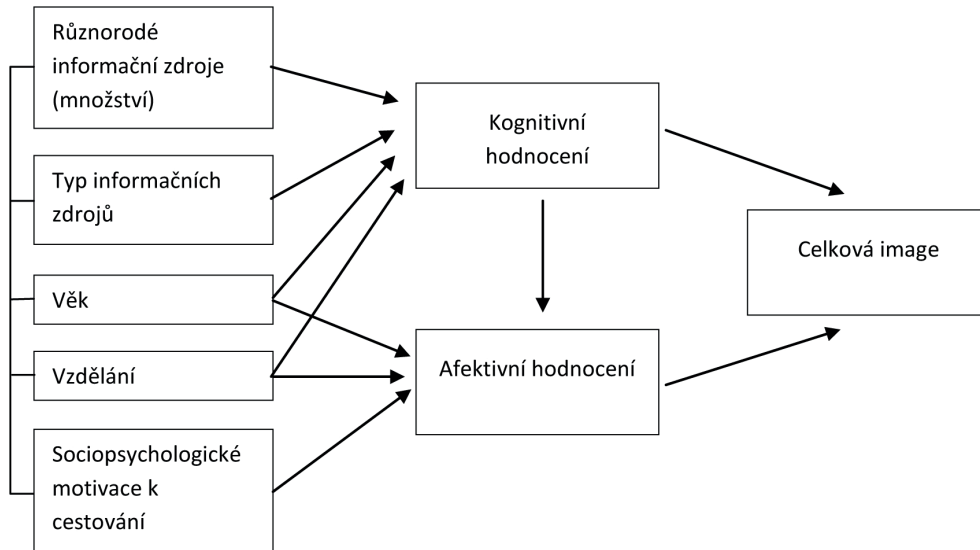 Různorodé
informační zdroje
(množství)
Typ informačních
zdrojů
Věk
Vzdělání
Sociopsychologické
motivace k
cestování
Kognitivní
hodnocení
Afektivní hodnocení
Celková image